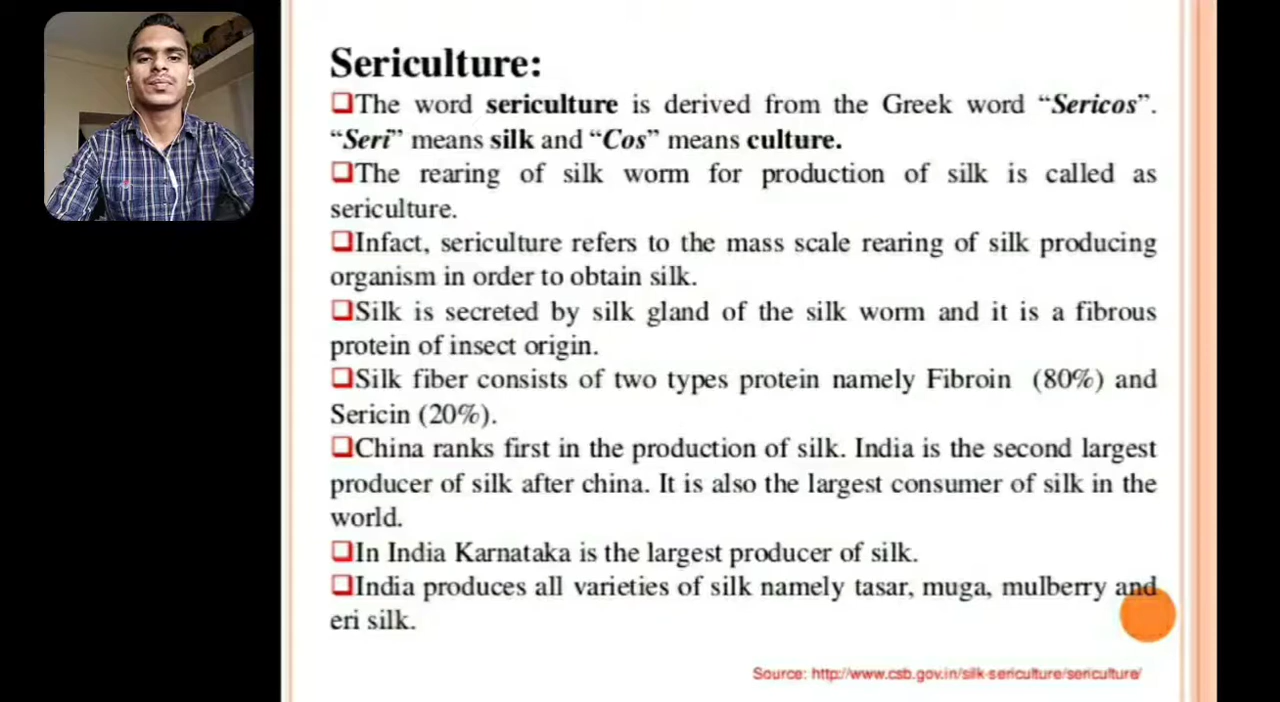 Sericulture:
❑The word sericulture is derived from the Greek word “Sericos”.
“Seri” means silk and “Cos” means culture.
❑The rearing of silk worm for production of silk is called as
sericulture.
❑Infact, sericulture refers to the mass scale rearing of silk producing
organism in order to obtain silk.
❑Silk is secreted by silk gland of the silk worm and it is a fibrous
protein of insect origin.
❑Silk fiber consists of two types protein namely Fibroin (80%) and
Sericin (20%).
❑China ranks first in the production of silk. India is the second largest
producer of silk after china. It is also the largest consumer of silk in the
world.
❑In India Karnataka is the largest producer of silk.
❑India produces all varieties of silk namely tasar, muga, mulberry and
eri silk.
Source: http://www.csb.gov.in/silk-sericulture/sericulture/